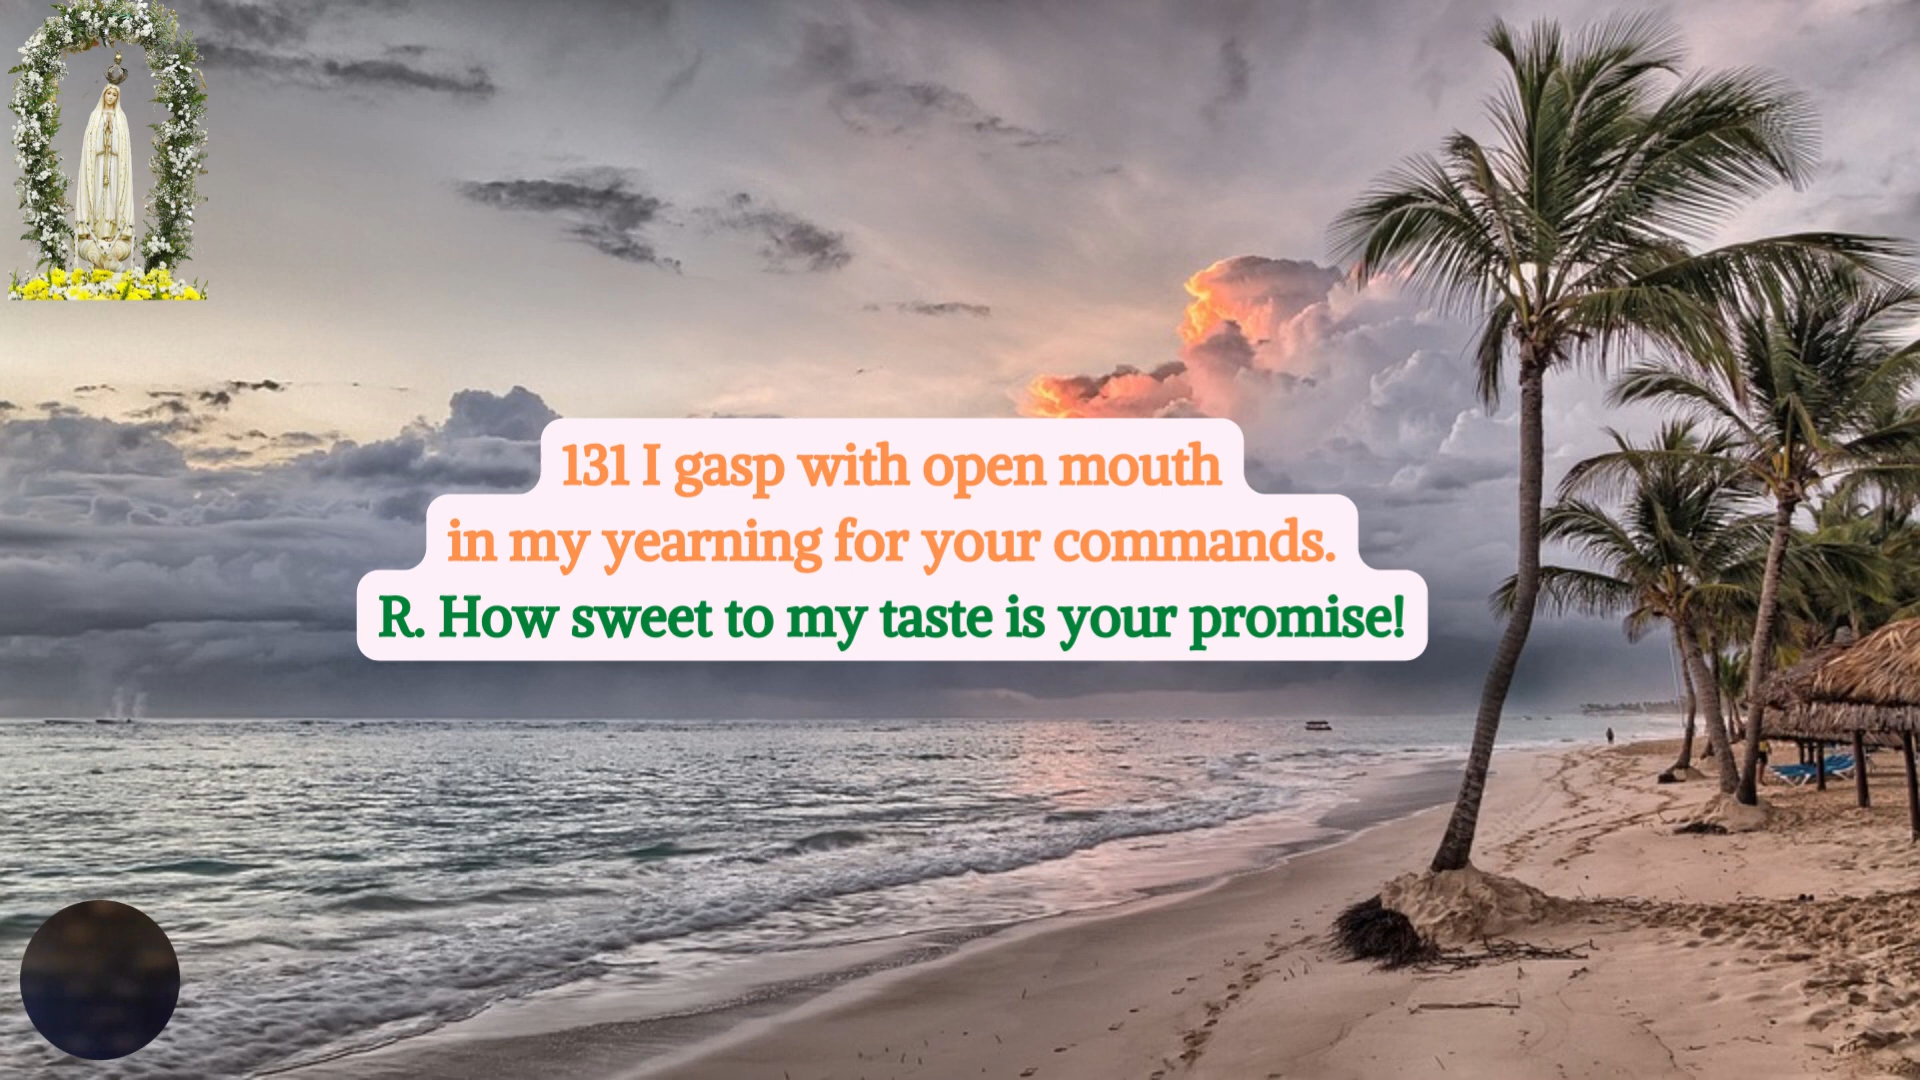 131 I gasp with open mouth
in my yearning for your commands.
R. How sweet to my taste is your promise!